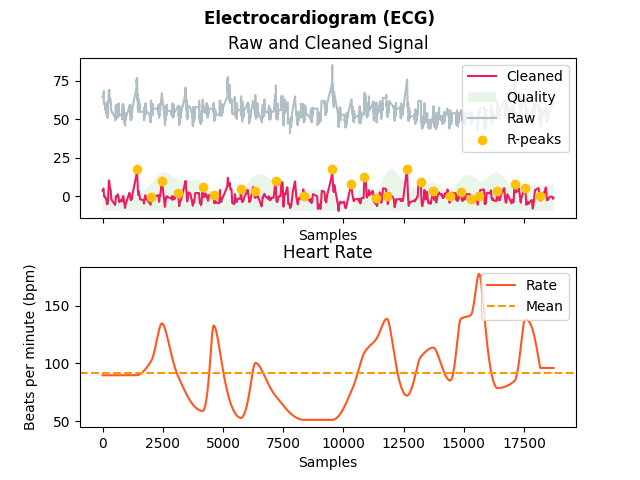 Electrocardiogram (ECG)
Raw and Cleaned Signal
75
50
25
0
Cleaned
Quality
Raw
R-peaks
Samples
Heart Rate
Beats per minute (bpm)
150
100
50
Rate
Mean
0
2500
5000
7500
10000
12500
15000
17500
Samples